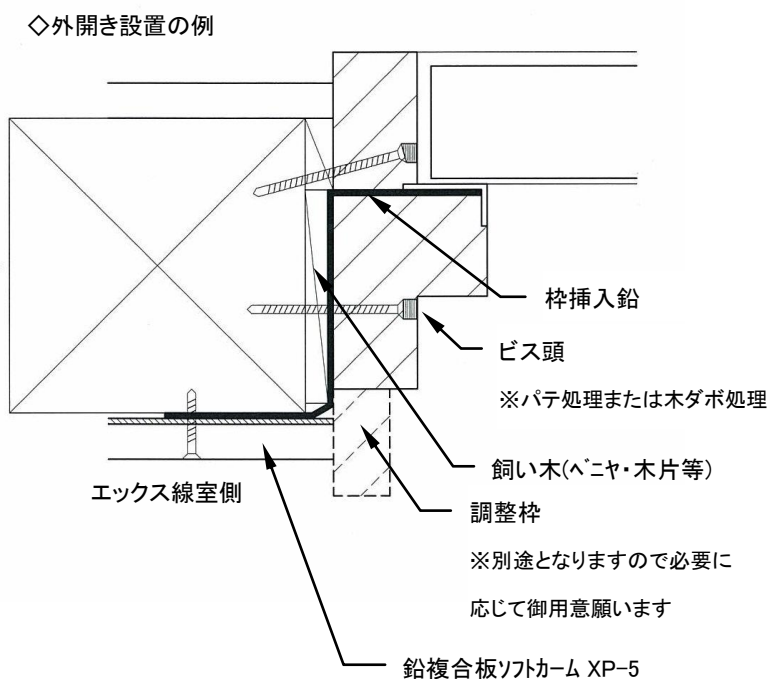 ◇外開き設置の例
枠挿入鉛
ビス頭
※パテ処理または木ダボ処理
飼い木(ベニヤ・木片等)
エックス線室側
調整枠
※別途となりますので必要に
応じて御用意願います
鉛複合板ソフトカーム XP-5